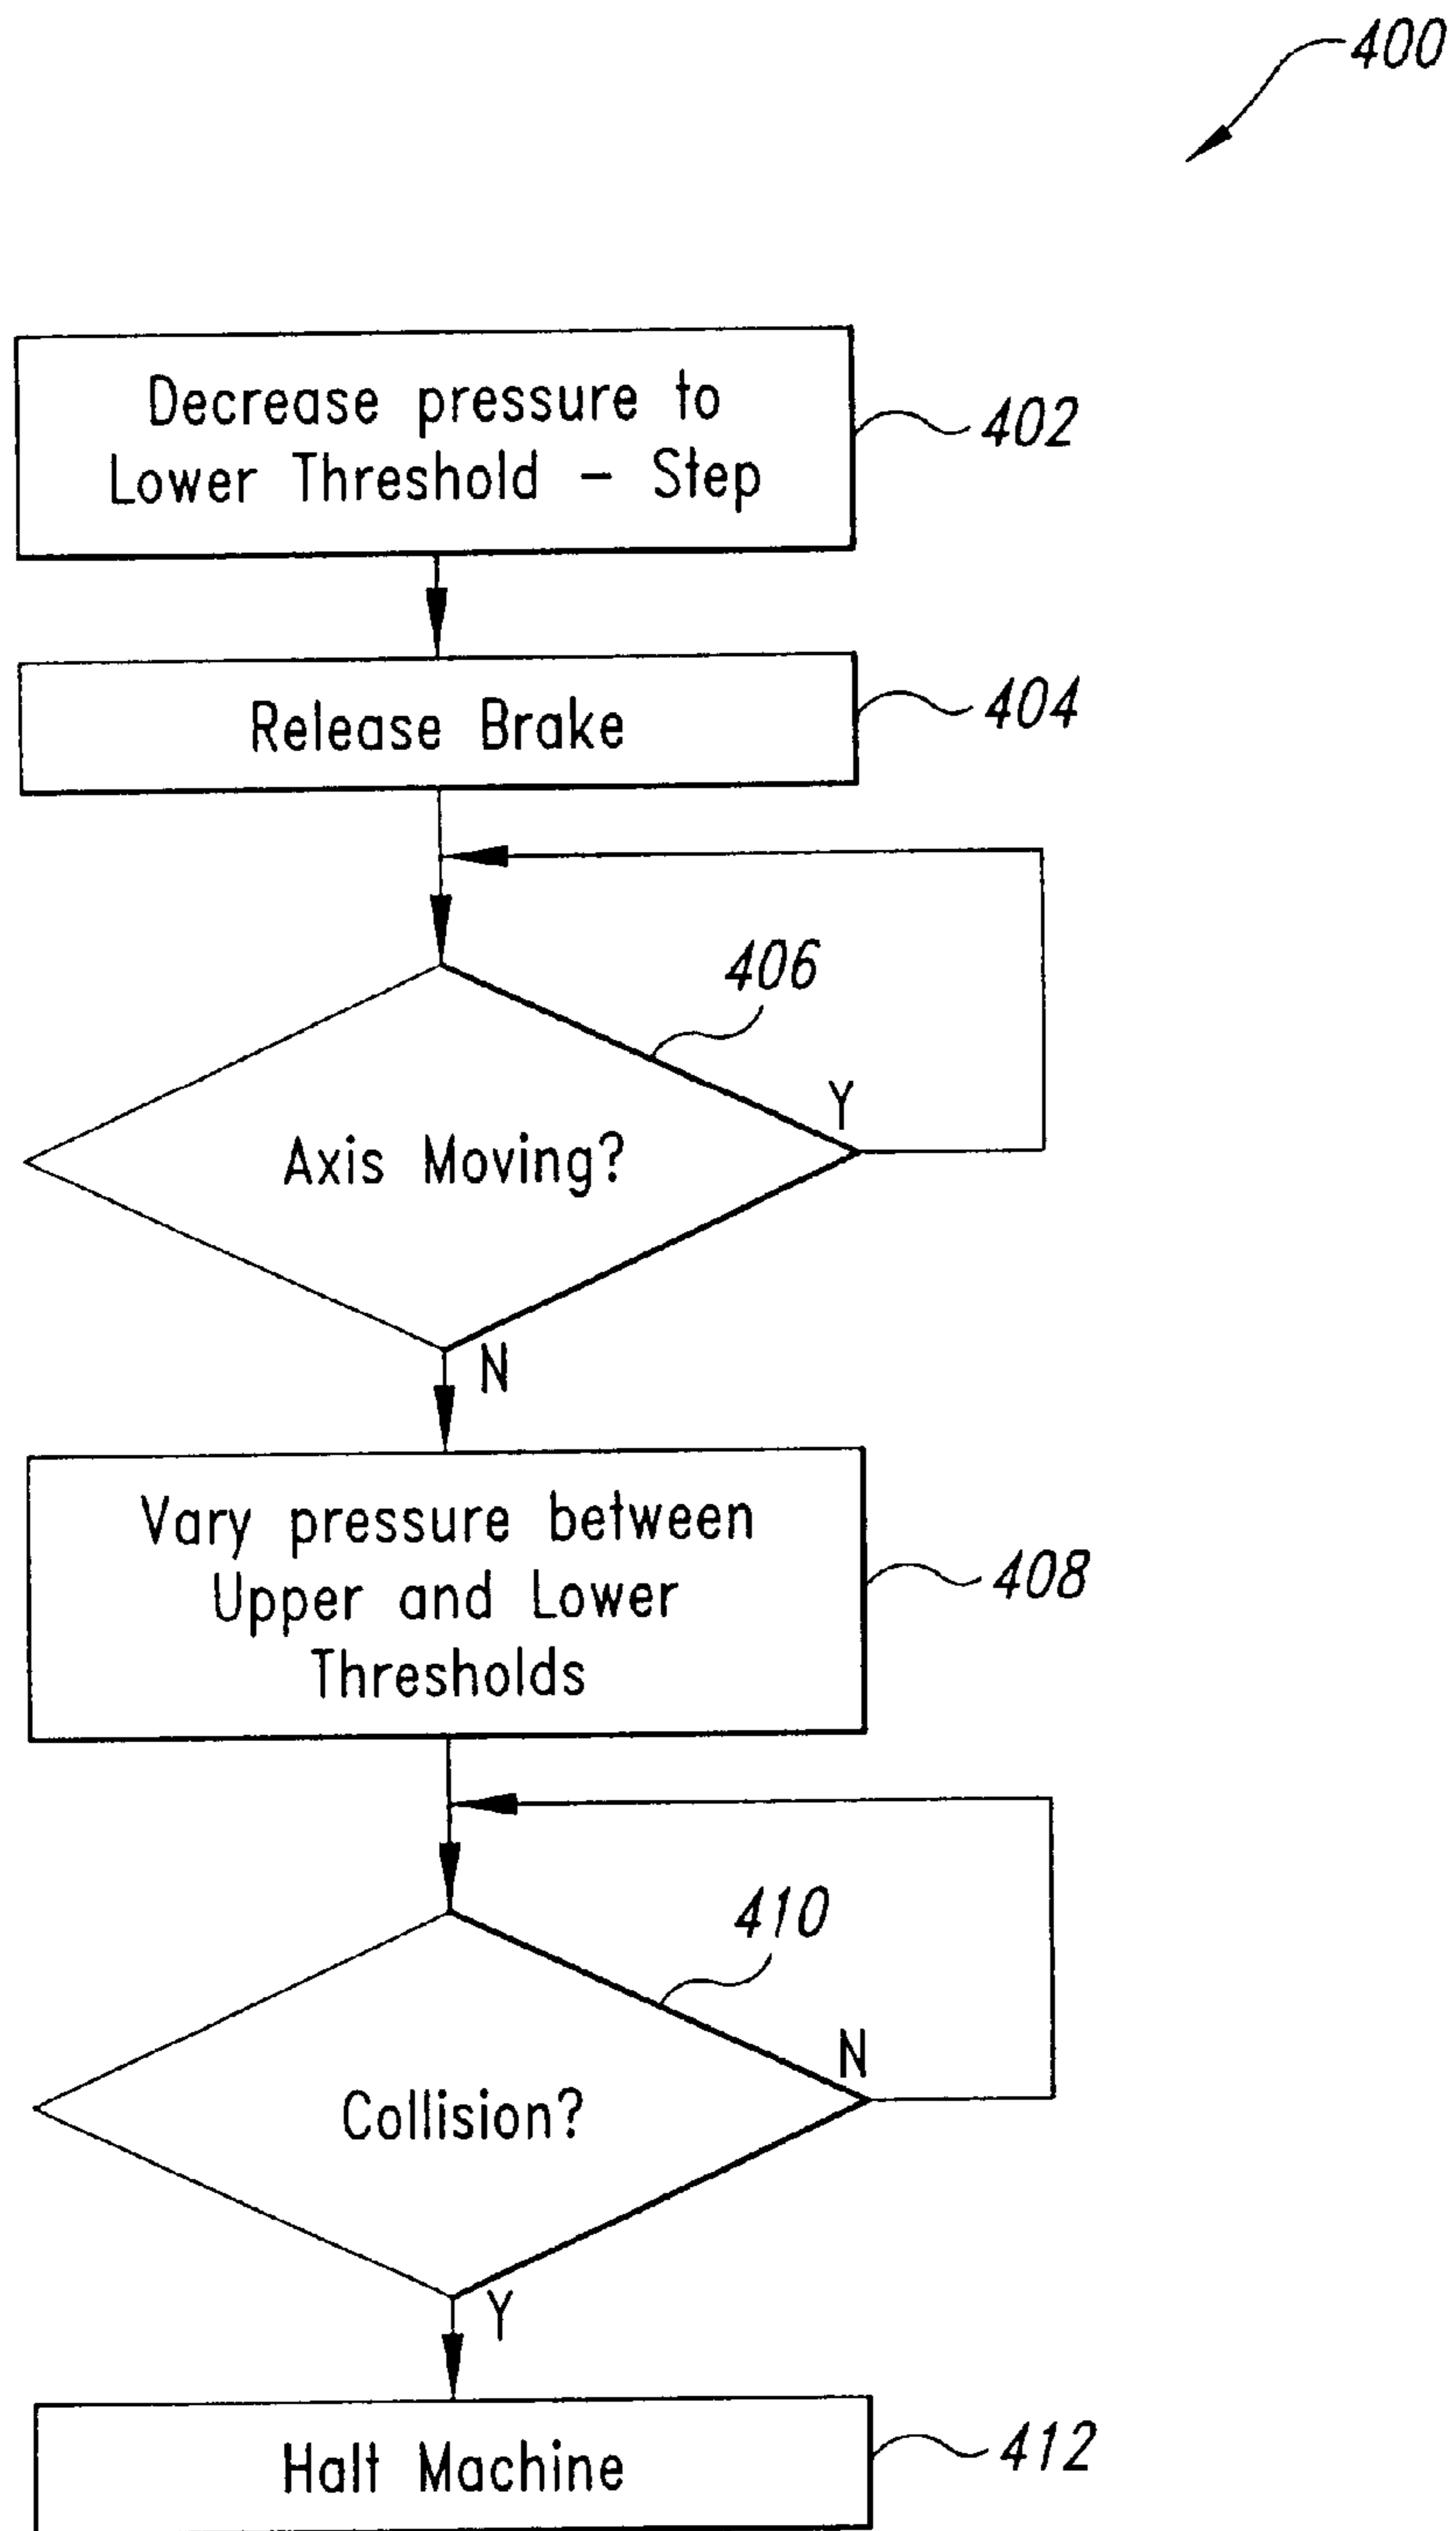 400
Decrease pressure to
Lower Threshold – Step
402
Release Brake
404
406
Y
Axis Moving?
N
Vary pressure between
Upper and Lower
Thresholds
408
410
N
Collision?
Y
Halt Machine
412